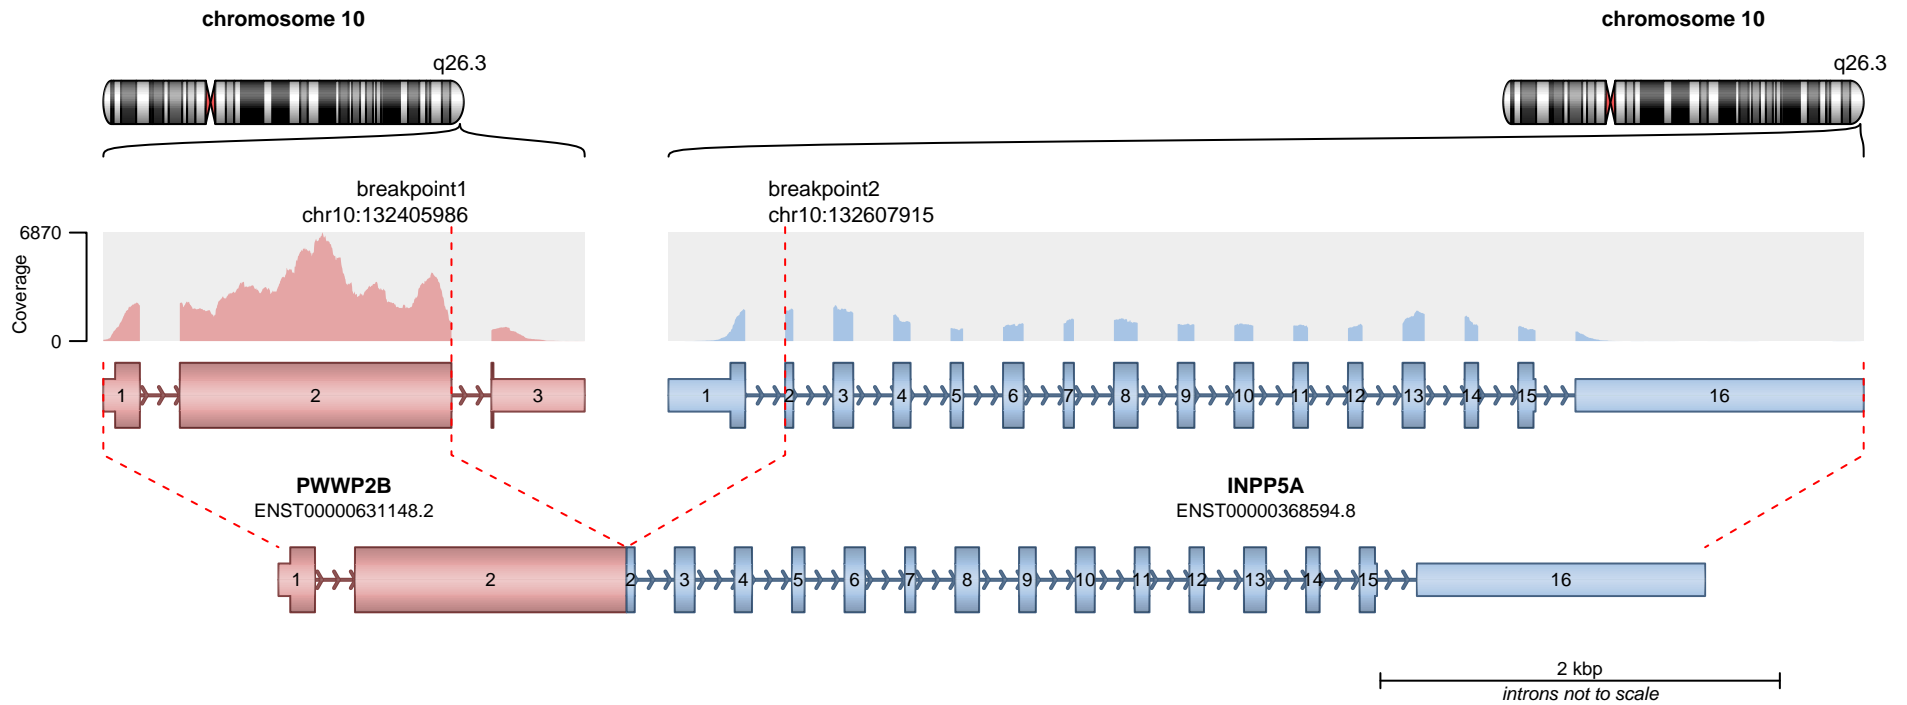 chromosome 10
chromosome 10
q26.3
q26.3
breakpoint1
chr10:132405986
breakpoint2
chr10:132607915
6870
Coverage
0
1 2 3
1 2 3 4 5 6 7 8 9 10 11 12 13 14 15 16
PWWP2B
ENST00000631148.2
INPP5A
ENST00000368594.8
1 2 2 3 4 5 6 7 8 9 10 11 12 13 14 15 16
2 kbp
introns not to scale